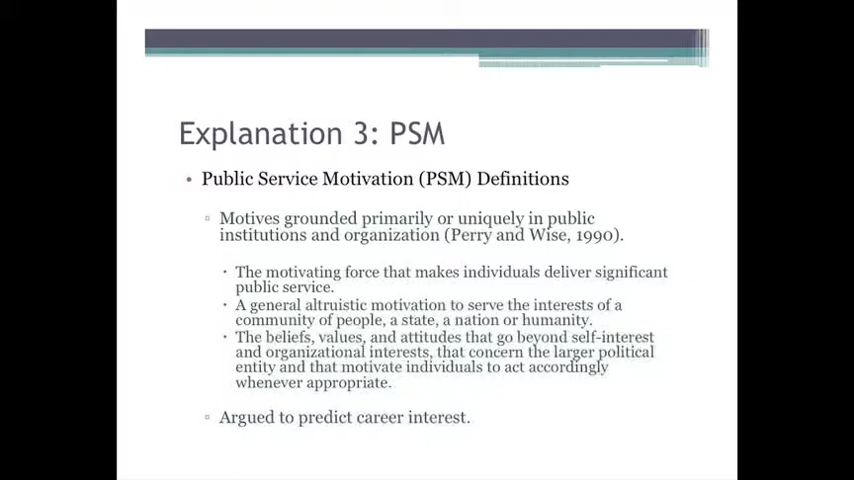 Explanation 3: PSM
• Public Service Motivation (PSM) Definitions
▫ Motives grounded primarily or uniquely in public
institutions and organization (Perry and Wise, 1990).
• The motivating force that makes individuals deliver significant
public service.
• A general altruistic motivation to serve the interests of a
community of people, a state, a nation or humanity.
• The beliefs, values, and attitudes that go beyond self-interest
and organizational interests, that concern the larger political
entity and that motivate individuals to act accordingly
whenever appropriate.
▫ Argued to predict career interest.